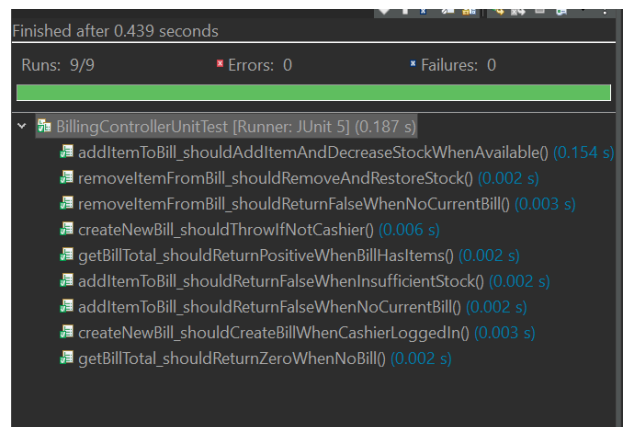 Finished after 0.439 seconds
Runs: 9/9 Errors: 0 Failures: 0
BillingControllerUnitTest [Runner: JUnit 5] (0.187 s)
addItemToBill_shouldAddItemAndDecreaseStockWhenAvailable() (0.154 s)
removeItemFromBill_shouldRemoveAndRestoreStock() (0.002 s)
removeItemFromBill_shouldReturnFalseWhenNoCurrentBill() (0.003 s)
createNewBill_shouldThrowIfNotCashier() (0.006 s)
getBillTotal_shouldReturnPositiveWhenBillHasItems() (0.002 s)
addItemToBill_shouldReturnFalseWhenInsufficientStock() (0.002 s)
addItemToBill_shouldReturnFalseWhenNoCurrentBill() (0.002 s)
createNewBill_shouldCreateBillWhenCashierLoggedIn() (0.003 s)
getBillTotal_shouldReturnZeroWhenNoBill() (0.002 s)